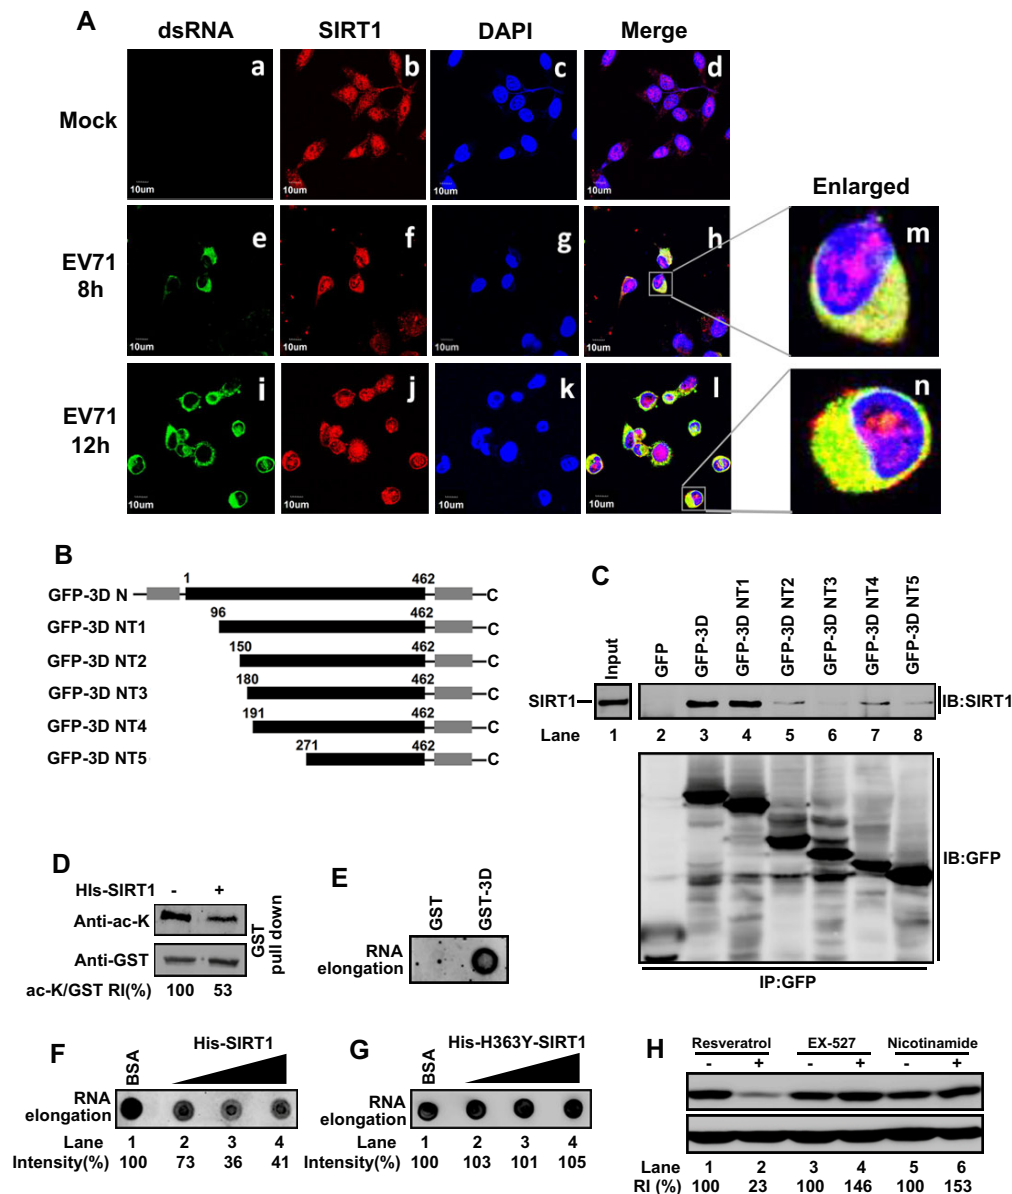 A
dsRNA SIRT1 DAPI Merge
Mock
a b c d
10um 10um 10um 10um
Enlarged
EV71
8h
e f g h m
10um 10um 10um 10um
EV71
12h
i j k l n
10um 10um 10um 10um
B
1 462
GFP-3D N C
96 462
GFP-3D NT1 C
150 462
GFP-3D NT2 C
180 462
GFP-3D NT3 C
191 462
GFP-3D NT4 C
271 462
GFP-3D NT5 C
C
Input GFP GFP-3D GFP-3D NT1 GFP-3D NT2 GFP-3D NT3 GFP-3D NT4 GFP-3D NT5
SIRT1 IB:SIRT1
Lane 1 2 3 4 5 6 7 8
IB:GFP
IP:GFP
D
HIs-SIRT1 - +
Anti-ac-K
Anti-GST
GST
pull down
ac-K/GST RI(%) 100 53
E
GST GST-3D
RNA
elongation
F
BSA His-SIRT1
RNA
elongation
Lane 1 2 3 4
Intensity(%) 100 73 36 41
G
BSA His-H363Y-SIRT1
RNA
elongation
Lane 1 2 3 4
Intensity(%) 100 103 101 105
H
Resveratrol EX-527 Nicotinamide
- + - + - +
Lane 1 2 3 4 5 6
RI (%) 100 23 100 146 100 153